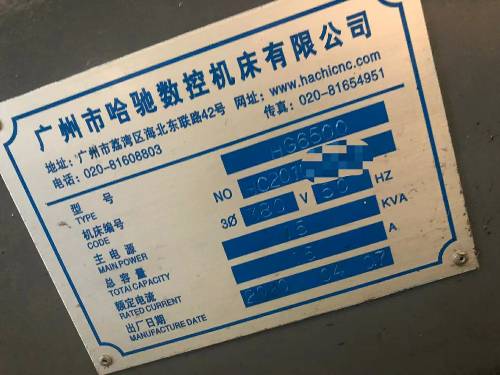 广州市哈驰数控机床有限公司
地址：广州市荔湾区海北东联路42号 网址：www.hachicnc.com
电话：020-81608803 传真：020-81654951
型号 TYPE HG6500
机床编号 CODE NO
主电源 MAIN POWER 3Ø 380 V 50 HZ
总容量 TOTAL CAPACITY 15 KVA
额定电流 RATED CURRENT 15 A
出厂日期 MANUFACTURE DATE 04 07